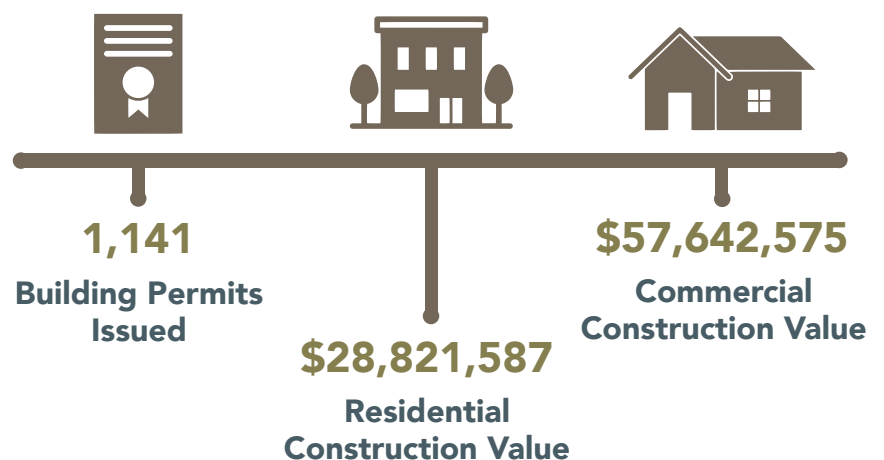 1,141
Building Permits
Issued
$28,821,587
Residential
Construction Value
$57,642,575
Commercial
Construction Value